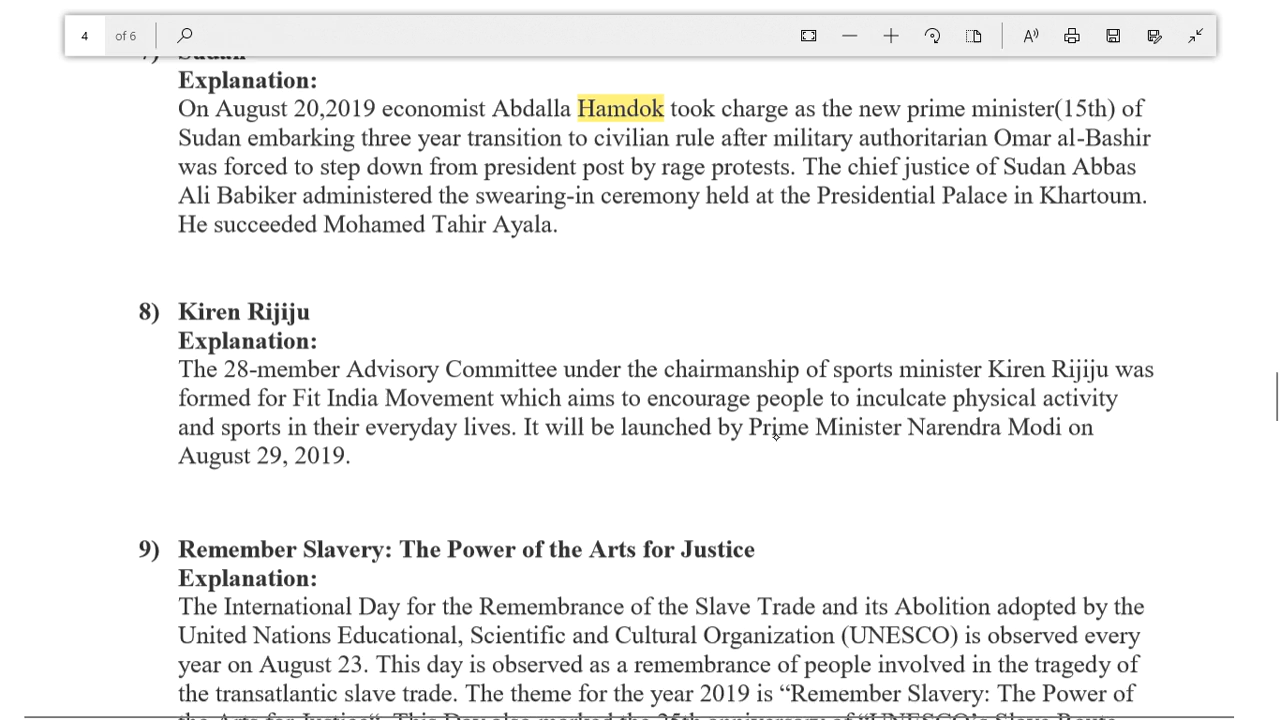 4 of 6
7) Sudan
Explanation:
On August 20,2019 economist Abdalla Hamdok took charge as the new prime minister(15th) of
Sudan embarking three year transition to civilian rule after military authoritarian Omar al-Bashir
was forced to step down from president post by rage protests. The chief justice of Sudan Abbas
Ali Babiker administered the swearing-in ceremony held at the Presidential Palace in Khartoum.
He succeeded Mohamed Tahir Ayala.
8) Kiren Rijiju
Explanation:
The 28-member Advisory Committee under the chairmanship of sports minister Kiren Rijiju was
formed for Fit India Movement which aims to encourage people to inculcate physical activity
and sports in their everyday lives. It will be launched by Prime Minister Narendra Modi on
August 29, 2019.
9) Remember Slavery: The Power of the Arts for Justice
Explanation:
The International Day for the Remembrance of the Slave Trade and its Abolition adopted by the
United Nations Educational, Scientific and Cultural Organization (UNESCO) is observed every
year on August 23. This day is observed as a remembrance of people involved in the tragedy of
the transatlantic slave trade. The theme for the year 2019 is “Remember Slavery: The Power of